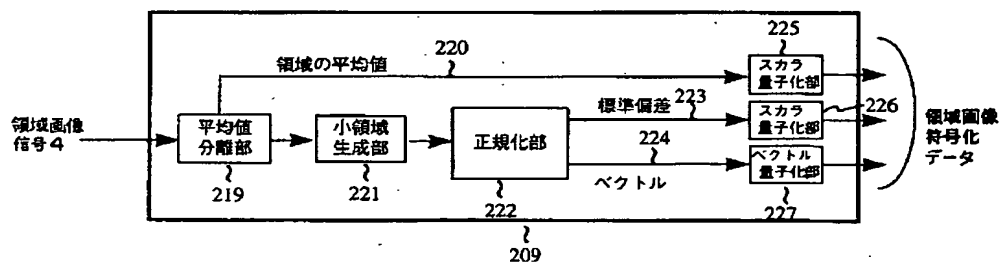 225
220
領域の平均値
スカラ
量子化部
標準偏差
223
226
領域画像
信号4
平均値
分離部
小領域
生成部
正規化部
スカラ
量子化部
領域画像
符号化
データ
224
ベクトル
ベクトル
量子化部
219
221
222
227
209